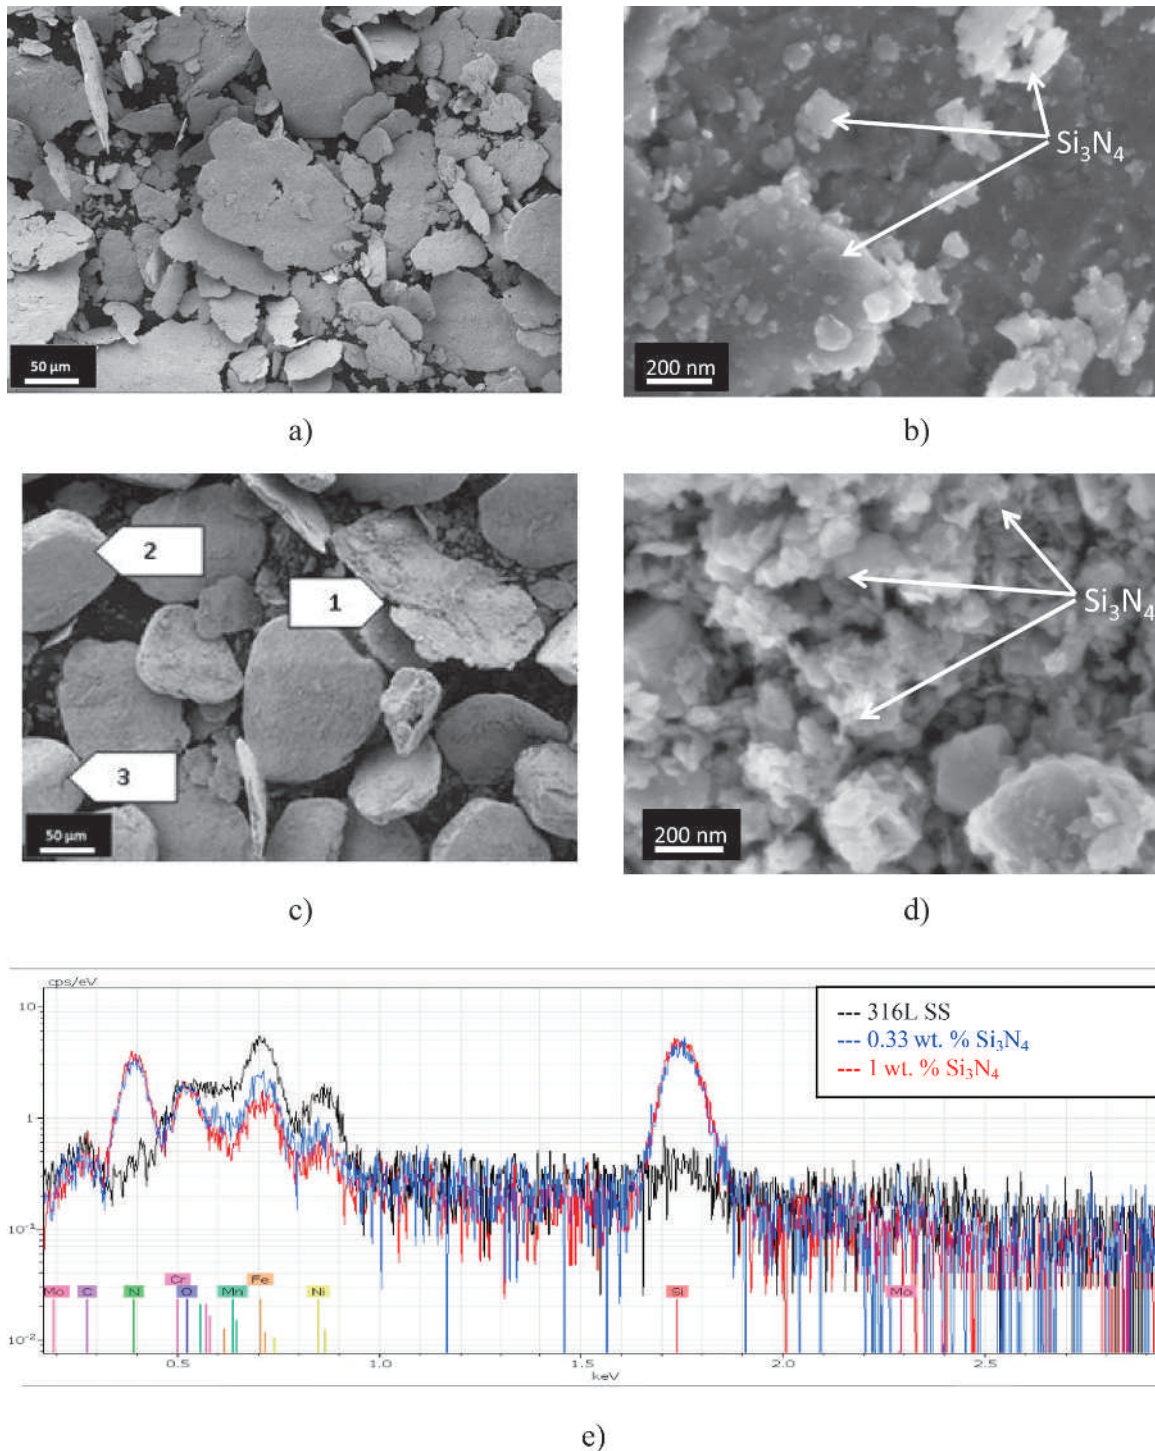 Si₃N₄
50 µm
200 nm
a)
b)
2
1
3
Si₃N₄
50 µm
200 nm
c)
d)
cps/eV
10
1
10⁻¹
10⁻²
--- 316L SS
--- 0.33 wt. % Si₃N₄
--- 1 wt. % Si₃N₄
Cr Fe
Mo C N O Mn Ni Si Mo
0.5 1.0 1.5 2.0 2.5
keV
e)